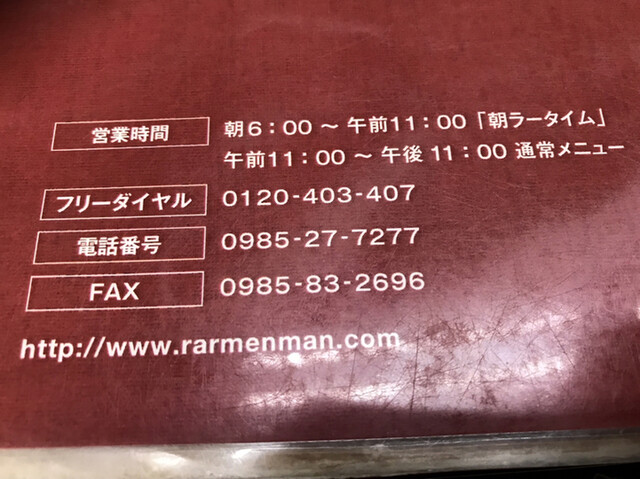 営業時間 朝6：00 ～ 午前11：00「朝ラータイム」
午前11：00 ～ 午後 11：00 通常メニュー
フリーダイヤル 0120-403-407
電話番号 0985-27-7277
FAX 0985-83-2696
http://www.rarmenman.com